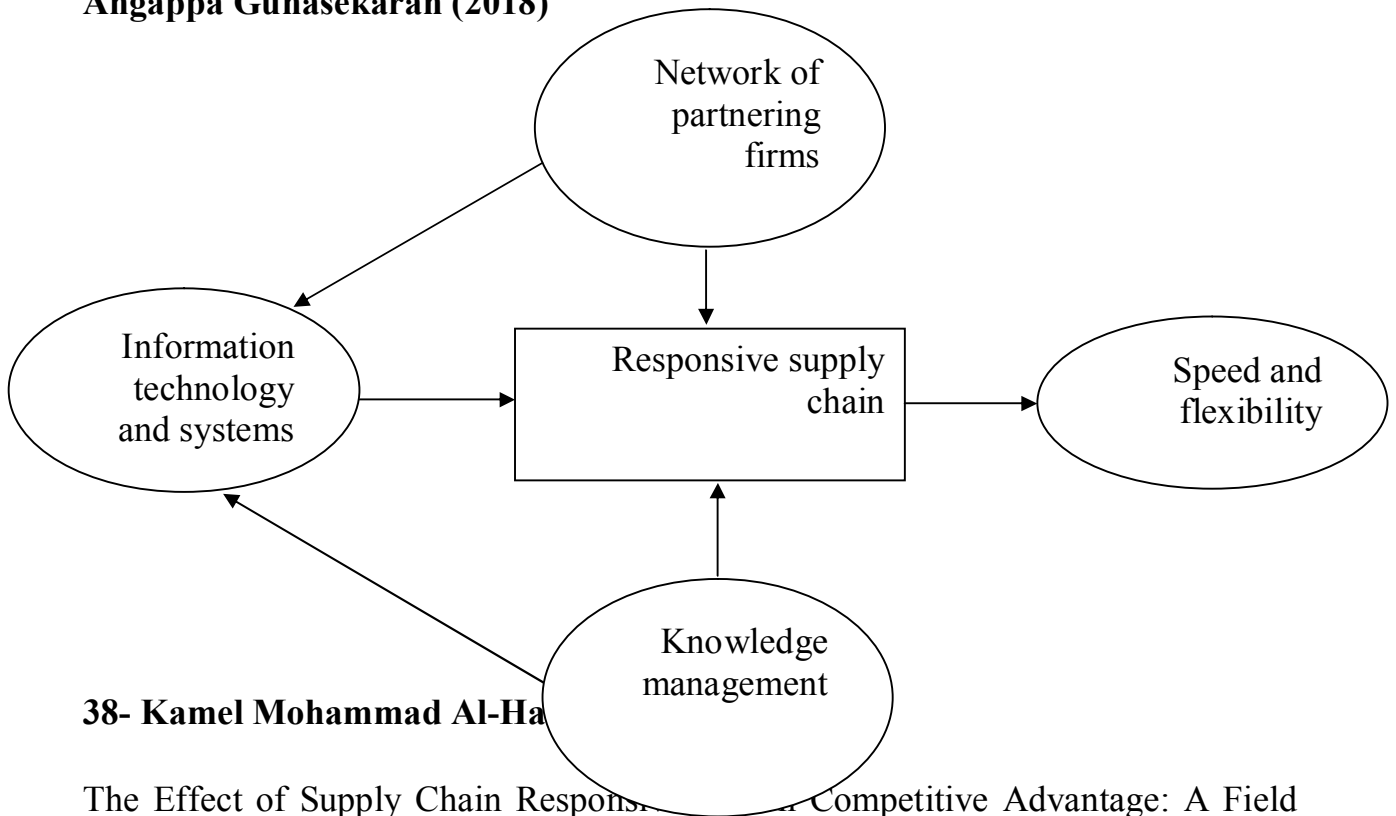 Angappa Gunasekaran (2018)
Network of
partnering
firms
Information
technology
and systems
Responsive supply
chain
Speed and
flexibility
Knowledge
management
38- Kamel Mohammad Al-Ha
The Effect of Supply Chain Competitive Advantage: A Field